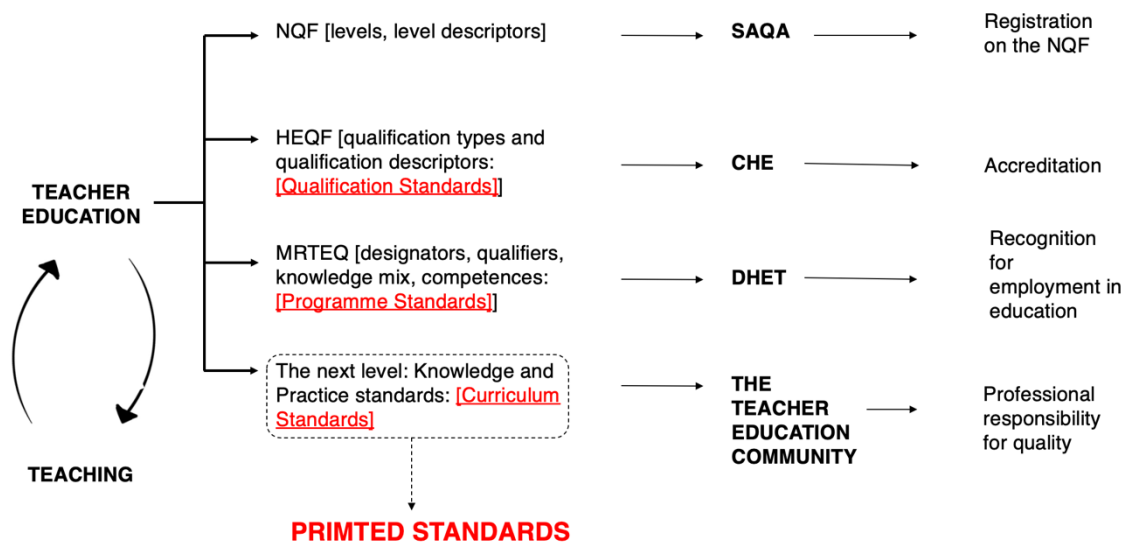 NQF [levels, level descriptors]
SAQA
Registration
on the NQF
HEQF [qualification types and
qualification descriptors:
[Qualification Standards]]
CHE
Accreditation
TEACHER
EDUCATION
MRTEQ [designators, qualifiers,
knowledge mix, competences:
[Programme Standards]]
DHET
Recognition
for
employment in
education
The next level: Knowledge and
Practice standards: [Curriculum
Standards]
THE
TEACHER
EDUCATION
COMMUNITY
Professional
responsibility
for quality
TEACHING
PRIMTED STANDARDS